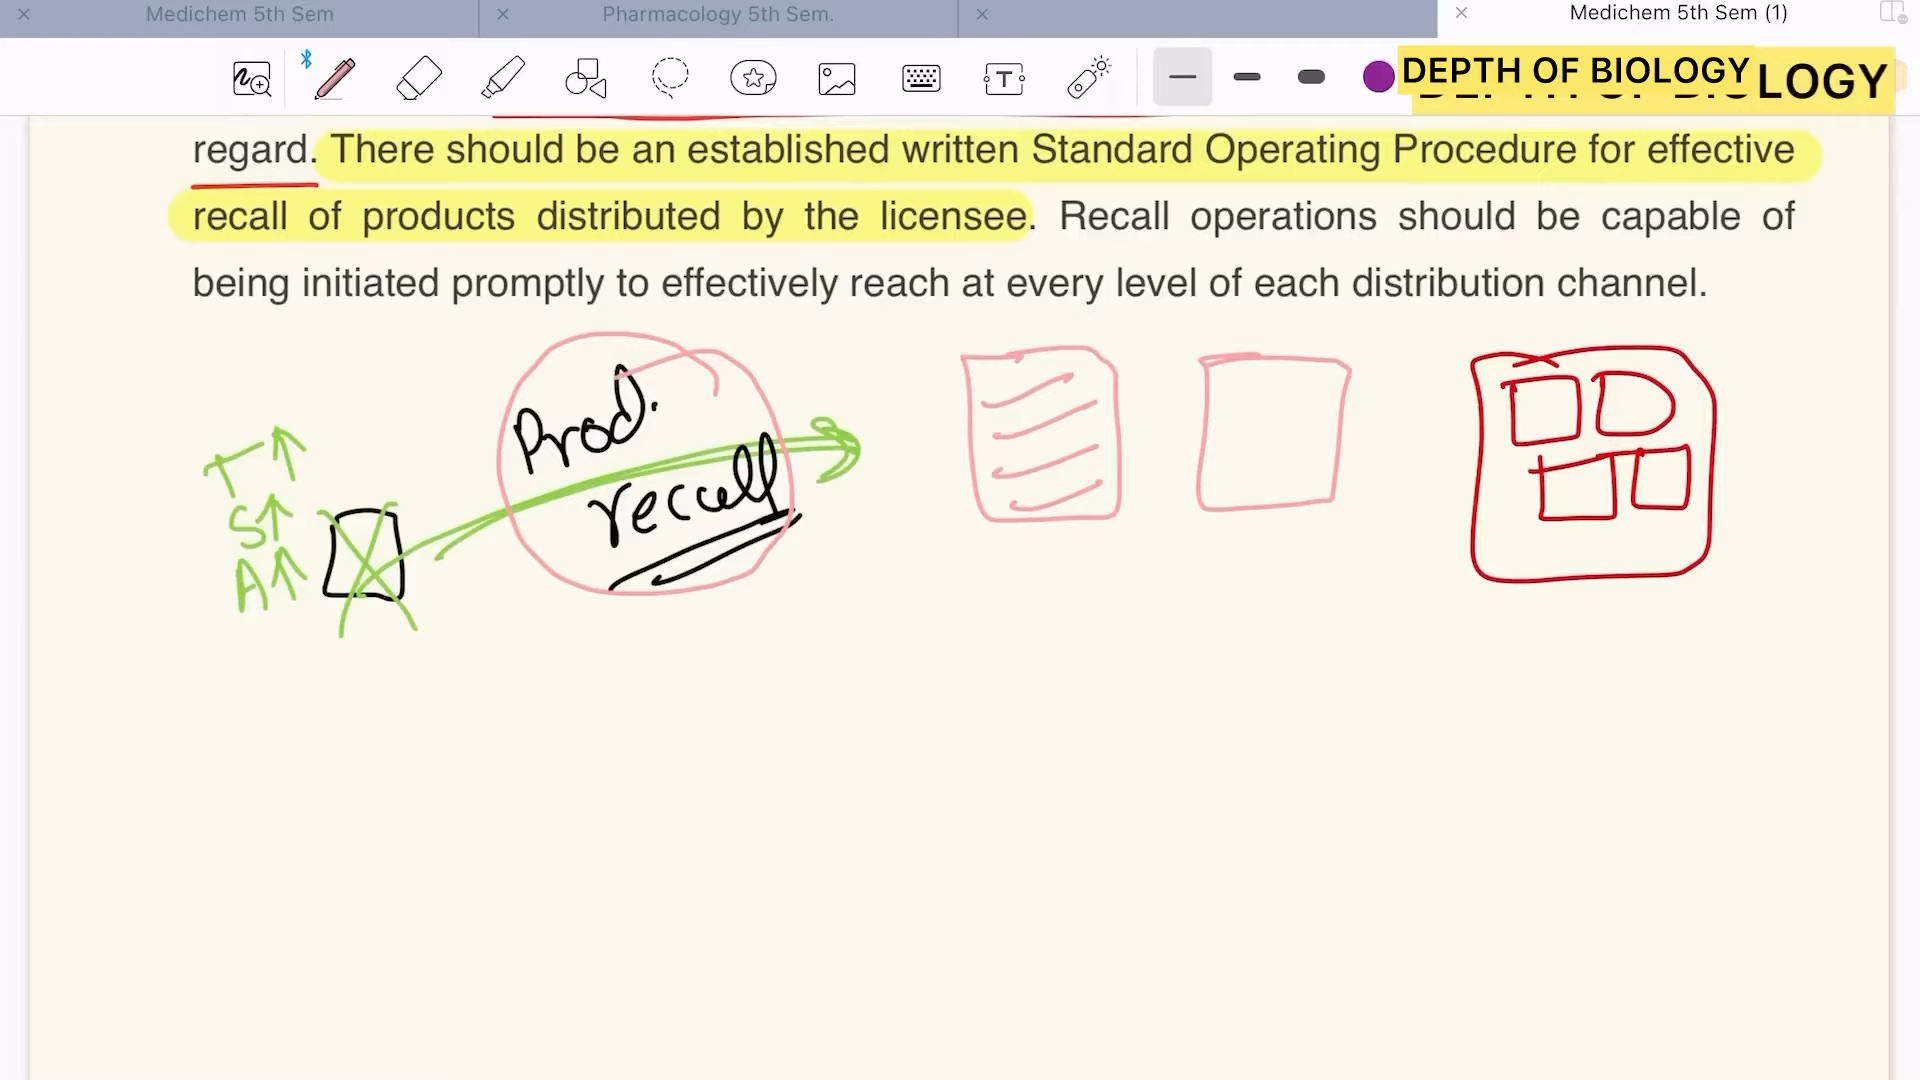 Medichem 5th Sem
Pharmacology 5th Sem.
Medichem 5th Sem (1)
DEPTH OF BIOLOGY
LOGY
regard. There should be an established written Standard Operating Procedure for effective
recall of products distributed by the licensee. Recall operations should be capable of
being initiated promptly to effectively reach at every level of each distribution channel.
Prod.
recall
T↑
S↑
A↑